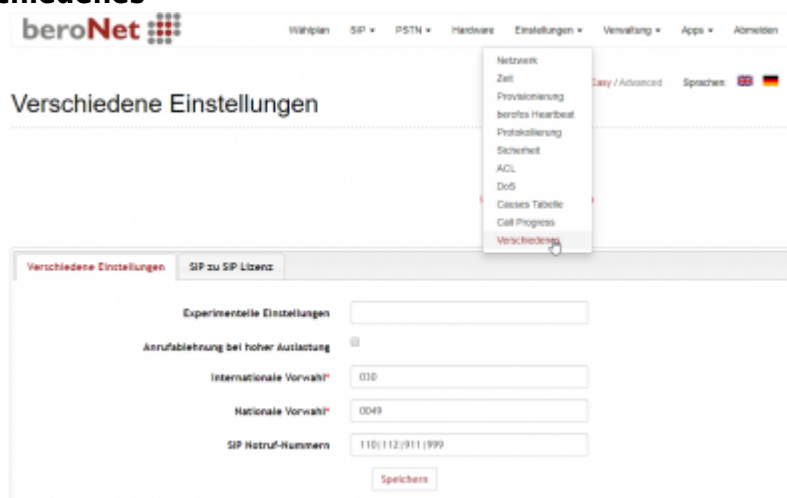 chiedenes
beroNet
Wählplan SIP PSTN Hardware Einstellungen Verwaltung Apps Abmelden
Netzwerk
Zeit
Easy / Advanced Sprachen
Provisionierung
Verschiedene Einstellungen
berofos Heartbeat
Protokollierung
Sicherheit
ACL
DoS
Causes Tabelle
Call Progress
Verschiedenes
Verschiedene Einstellungen SIP zu SIP Lizenz
Experimentelle Einstellungen
Anrufablehnung bei hoher Auslastung
Internationale Vorwahl* 030
Nationale Vorwahl* 0049
SIP Notruf-Nummern 110|112|911|999
Speichern